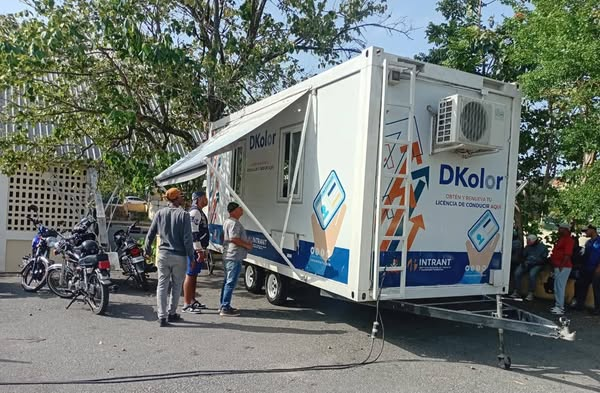 DKolor
INTRANT
DKolor
OBTÉN Y RENUEVA TU
LICENCIA DE CONDUCIR AQUÍ
INTRANT